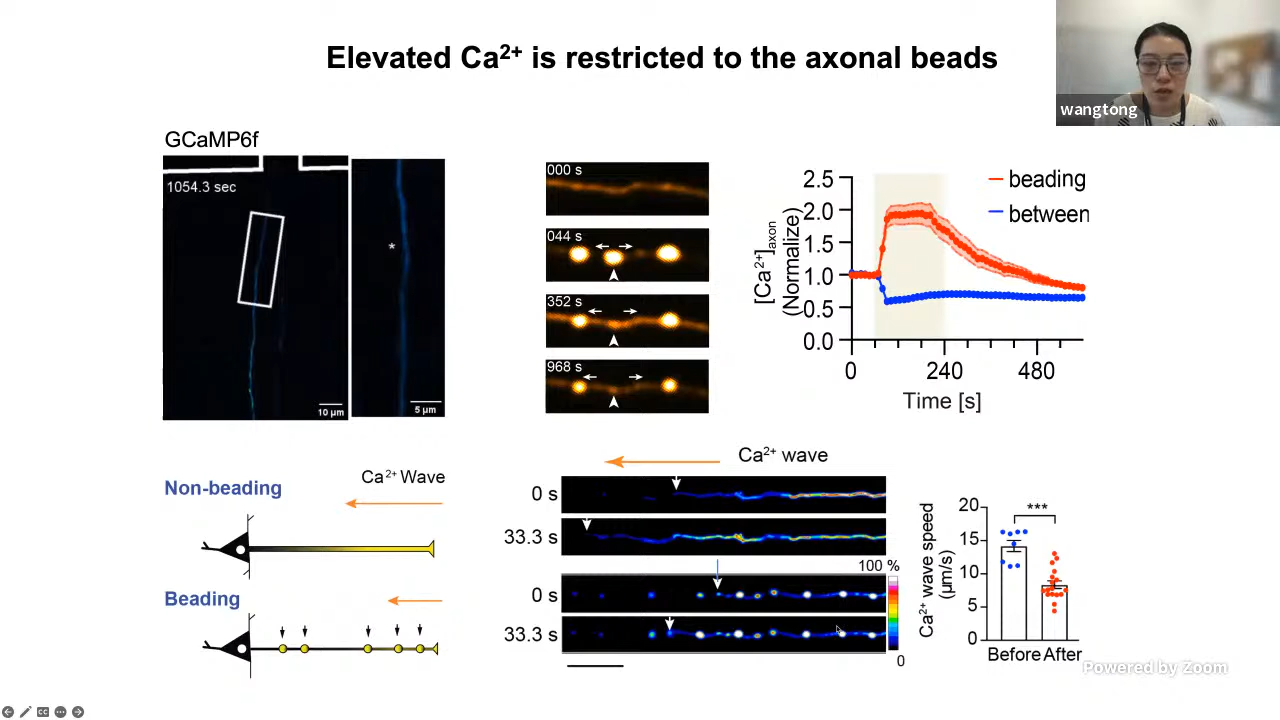 Elevated Ca²⁺ is restricted to the axonal beads
wangtong
GCaMP6f
1054.3 sec
*
10 µm
5 µm
000 s
044 s
352 s
968 s
beading
between
[Ca²⁺]axon
(Normalize)
2.5
2.0
1.5
1.0
0.5
0.0
0
240
480
Time [s]
Non-beading
Ca²⁺ Wave
Beading
Ca²⁺ wave
0 s
33.3 s
0 s
33.3 s
100 %
0
Ca²⁺ wave speed
(µm/s)
20
15
10
5
0
***
Before After
Powered by Zoom
CC